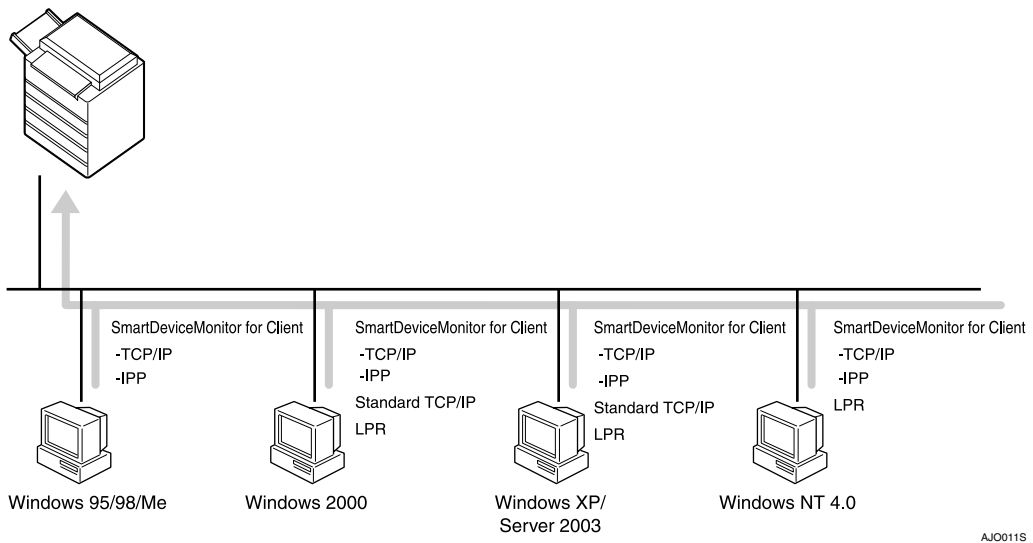 SmartDeviceMonitor for Client
-TCP/IP
-IPP
Windows 95/98/Me
SmartDeviceMonitor for Client
-TCP/IP
-IPP
Standard TCP/IP
LPR
Windows 2000
SmartDeviceMonitor for Client
-TCP/IP
-IPP
Standard TCP/IP
LPR
Windows XP/
Server 2003
SmartDeviceMonitor for Client
-TCP/IP
-IPP
LPR
Windows NT 4.0
AJO011S